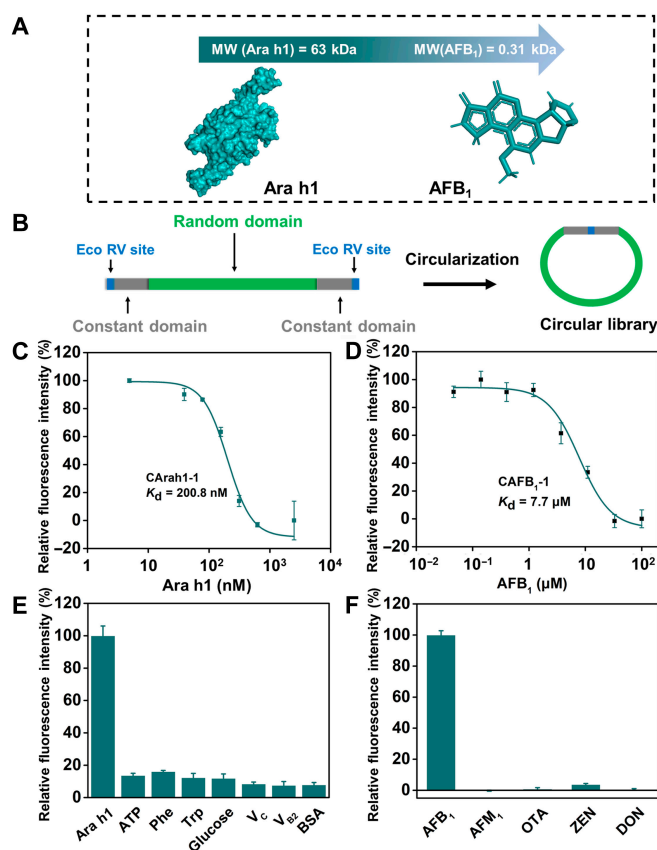 A
MW (Ara h1) = 63 kDa MW(AFB₁) = 0.31 kDa
Ara h1 AFB₁
B
Random domain
Eco RV site Eco RV site
Circularization
Constant domain Constant domain
Circular library
C
Relative fluorescence intensity (%)
120
100
80
60
40
20
0
−20
CArah1-1
Kd = 200.8 nM
10⁰ 10¹ 10² 10³ 10⁴
Ara h1 (nM)
D
Relative fluorescence intensity (%)
120
100
80
60
40
20
0
−20
CAFB₁-1
Kd = 7.7 μM
10⁻² 10⁻¹ 1 10 100
AFB₁ (μM)
E
Relative fluorescence intensity (%)
120
100
80
60
40
20
0
Ara h1 ATP Phe Trp Glucose V_C V_B2 BSA
F
Relative fluorescence intensity (%)
120
100
80
60
40
20
0
AFB₁ AFM₁ OTA ZEN DON